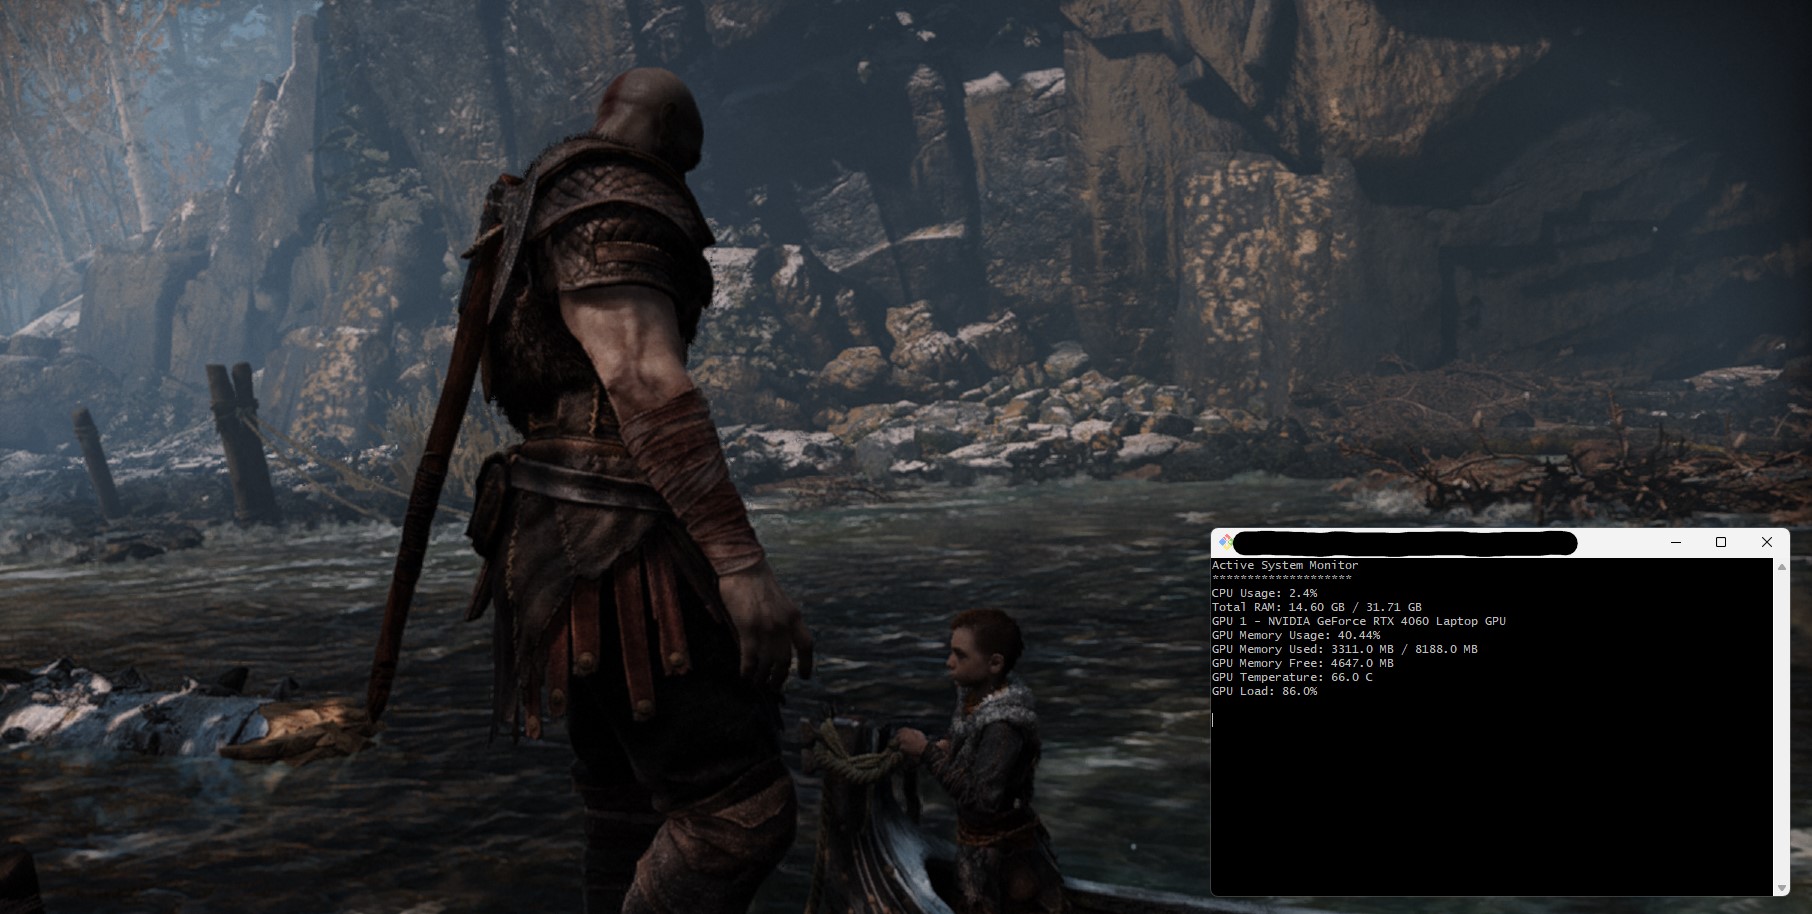 Active System Monitor
********************
CPU Usage: 2.4%
Total RAM: 14.60 GB / 31.71 GB
GPU 1 - NVIDIA GeForce RTX 4060 Laptop GPU
GPU Memory Usage: 40.44%
GPU Memory Used: 3311.0 MB / 8188.0 MB
GPU Memory Free: 4647.0 MB
GPU Temperature: 66.0 C
GPU Load: 86.0%